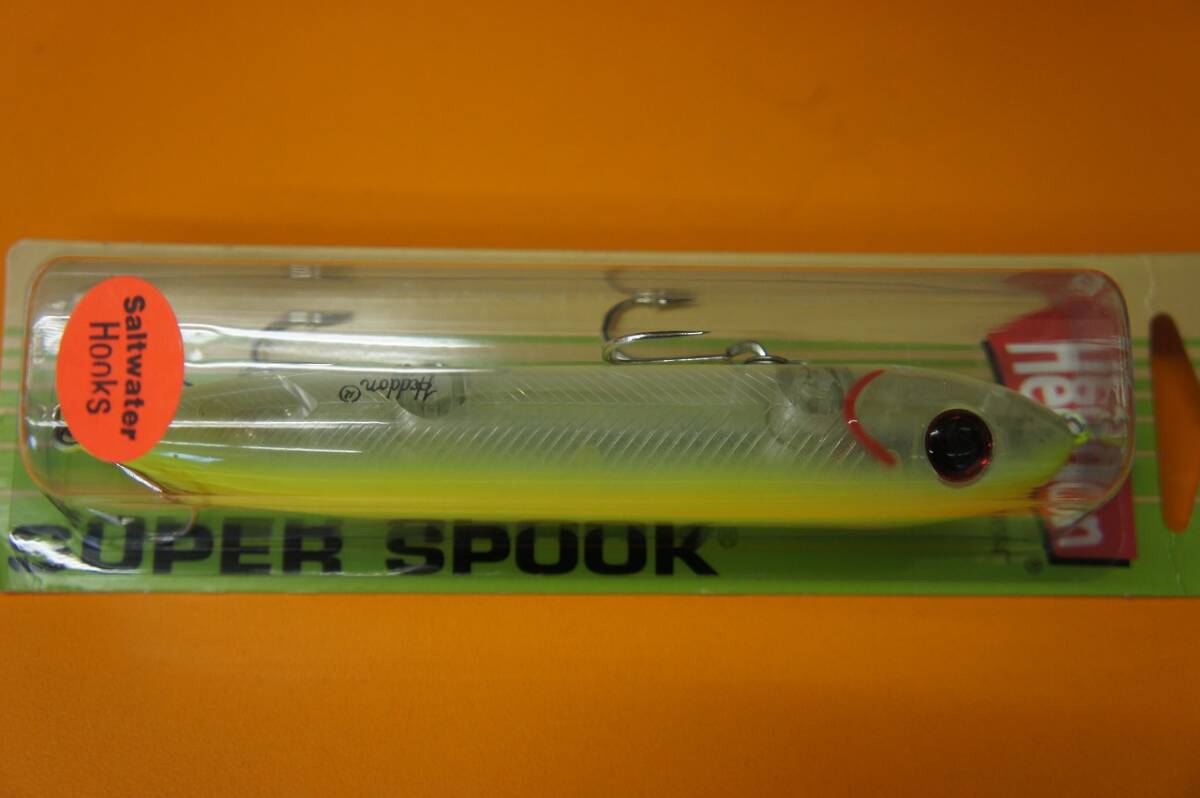 Saltwater
Hooks
Heddon
SUPER SPOOK®